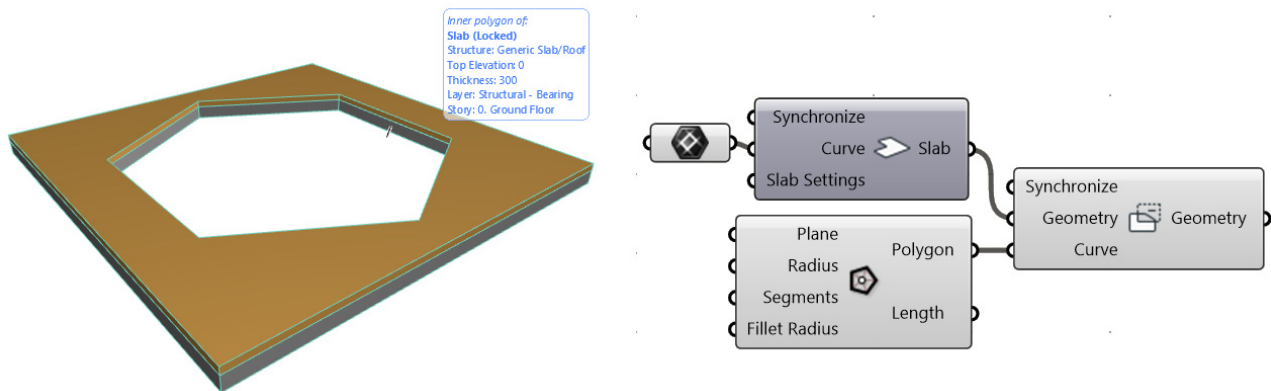 Inner polygon of:
Slab (Locked)
Structure: Generic Slab/Roof
Top Elevation: 0
Thickness: 300
Layer: Structural - Bearing
Story: 0. Ground Floor
Synchronize
Curve
Slab
Slab Settings
Synchronize
Geometry
Geometry
Curve
Plane
Polygon
Radius
Segments
Length
Fillet Radius